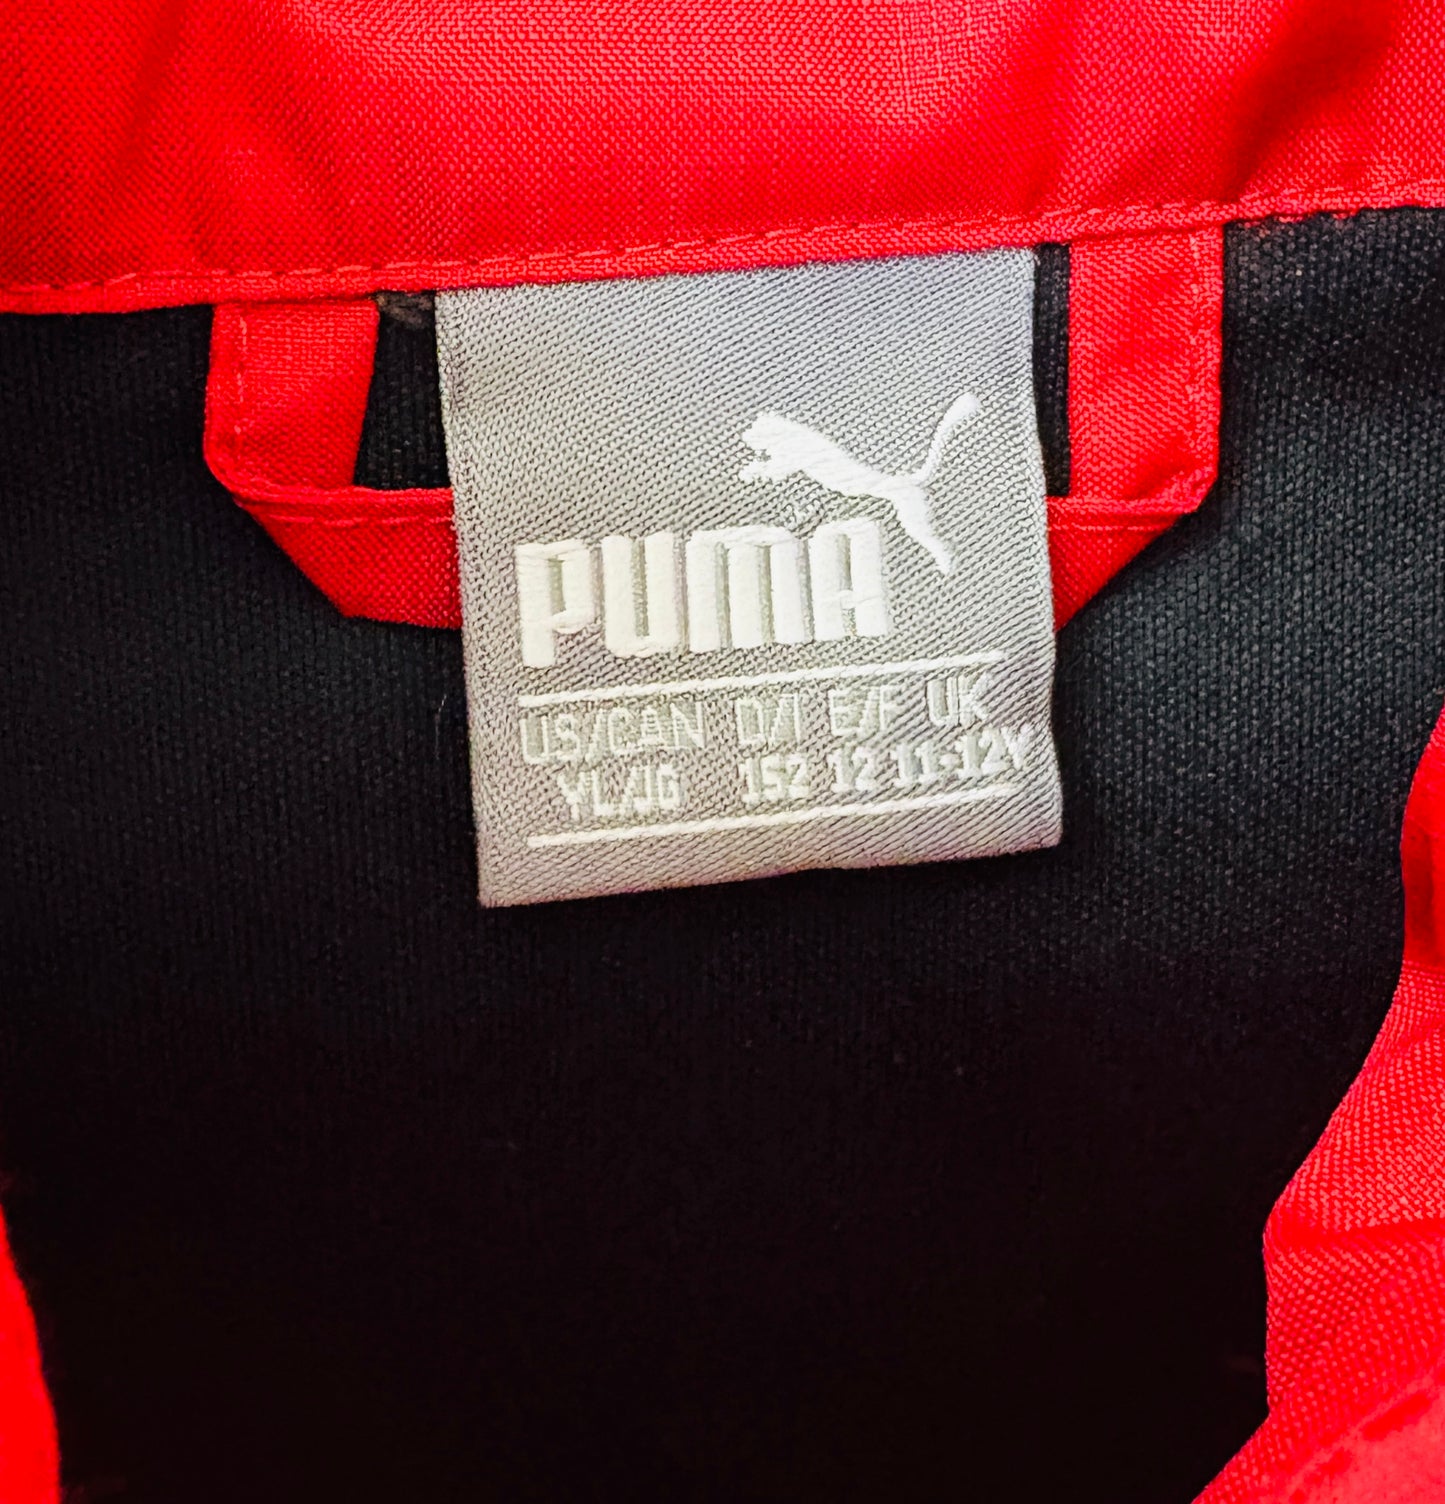 PUMA
US/CAN D/I E/F UK
YL/JG 152 12 11-12Y